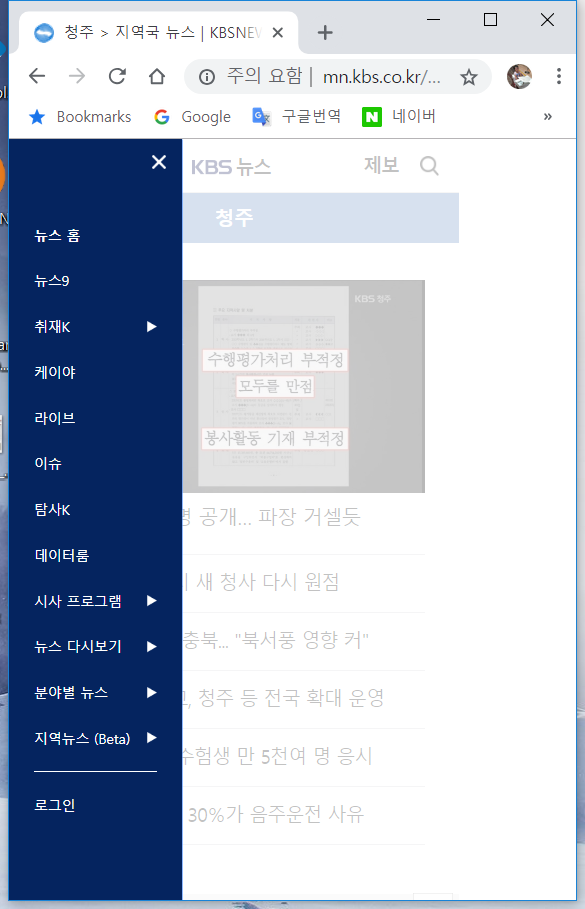 청주 > 지역국 뉴스 | KBSNEW
주의 요함 | mn.kbs.co.kr/...
Bookmarks Google 구글번역 네이버 »
KBS 뉴스 제보
청주
뉴스 홈
뉴스9
취재K
케이야
라이브
이슈
탐사K
데이터룸
시사 프로그램
뉴스 다시보기
분야별 뉴스
지역뉴스 (Beta)
로그인
KBS 청주
수행평가처리 부적정
모두를 만점
봉사활동 기재 부적정
명 공개... 파장 거셀듯
새 청사 다시 원점
충북... "북서풍 영향 커"
청주 등 전국 확대 운영
수험생 만 5천여 명 응시
30%가 음주운전 사유